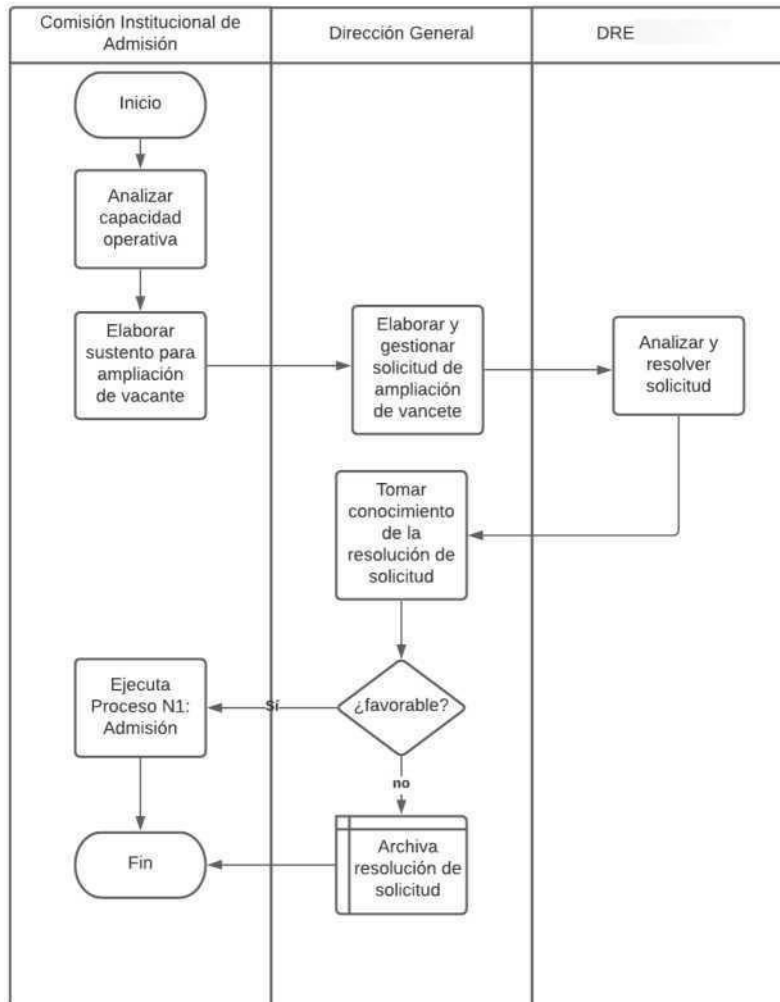 Comisión Institucional de
Admisión
Dirección General
DRE
Inicio
Analizar
capacidad
operativa
Elaborar
sustento para
ampliación
de vacante
Elaborar y
gestionar
solicitud de
ampliación
de vancete
Analizar y
resolver
solicitud
Tomar
conocimiento
de la
resolución de
solicitud
¿favorable?
Sí
Ejecuta
Proceso N1:
Admisión
no
Archiva
resolución de
solicitud
Fin